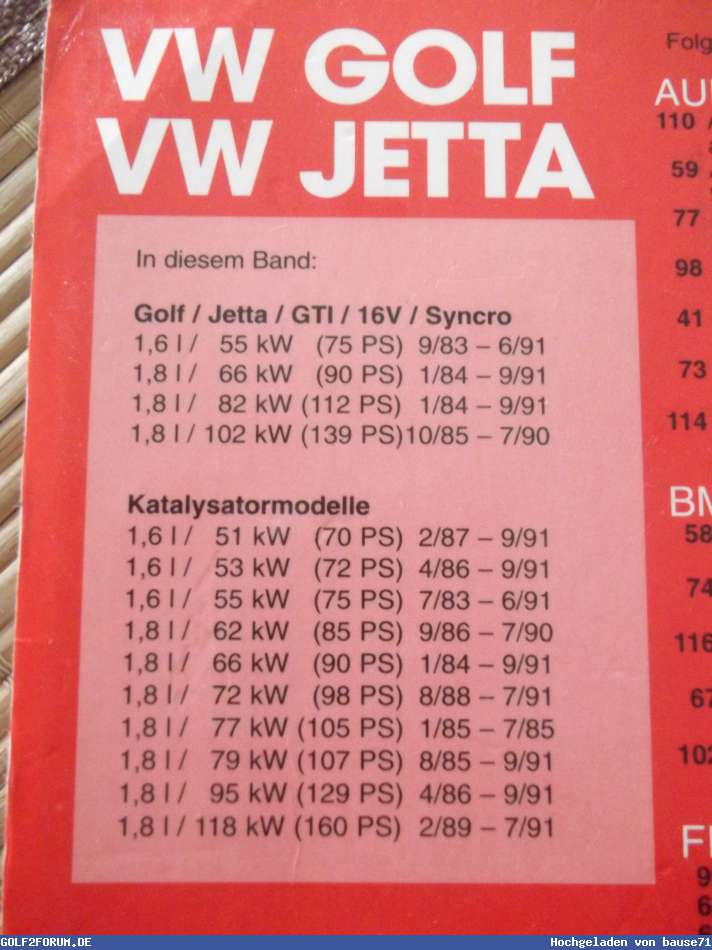 VW GOLF
VW JETTA
In diesem Band:
Golf / Jetta / GTI / 16V / Syncro
1,6 l / 55 kW (75 PS) 9/83 – 6/91
1,8 l / 66 kW (90 PS) 1/84 – 9/91
1,8 l / 82 kW (112 PS) 1/84 – 9/91
1,8 l / 102 kW (139 PS) 10/85 – 7/90
Katalysatormodelle
1,6 l / 51 kW (70 PS) 2/87 – 9/91
1,6 l / 53 kW (72 PS) 4/86 – 9/91
1,6 l / 55 kW (75 PS) 7/83 – 6/91
1,8 l / 62 kW (85 PS) 9/86 – 7/90
1,8 l / 66 kW (90 PS) 1/84 – 9/91
1,8 l / 72 kW (98 PS) 8/88 – 7/91
1,8 l / 77 kW (105 PS) 1/85 – 7/85
1,8 l / 79 kW (107 PS) 8/85 – 9/91
1,8 l / 95 kW (129 PS) 4/86 – 9/91
1,8 l / 118 kW (160 PS) 2/89 – 7/91
Folg
AU
110
59
77
98
41
73
114
BM
58
74
116
67
102
F
9
6
GOLF2FORUM.DE
Hochgeladen von bause71